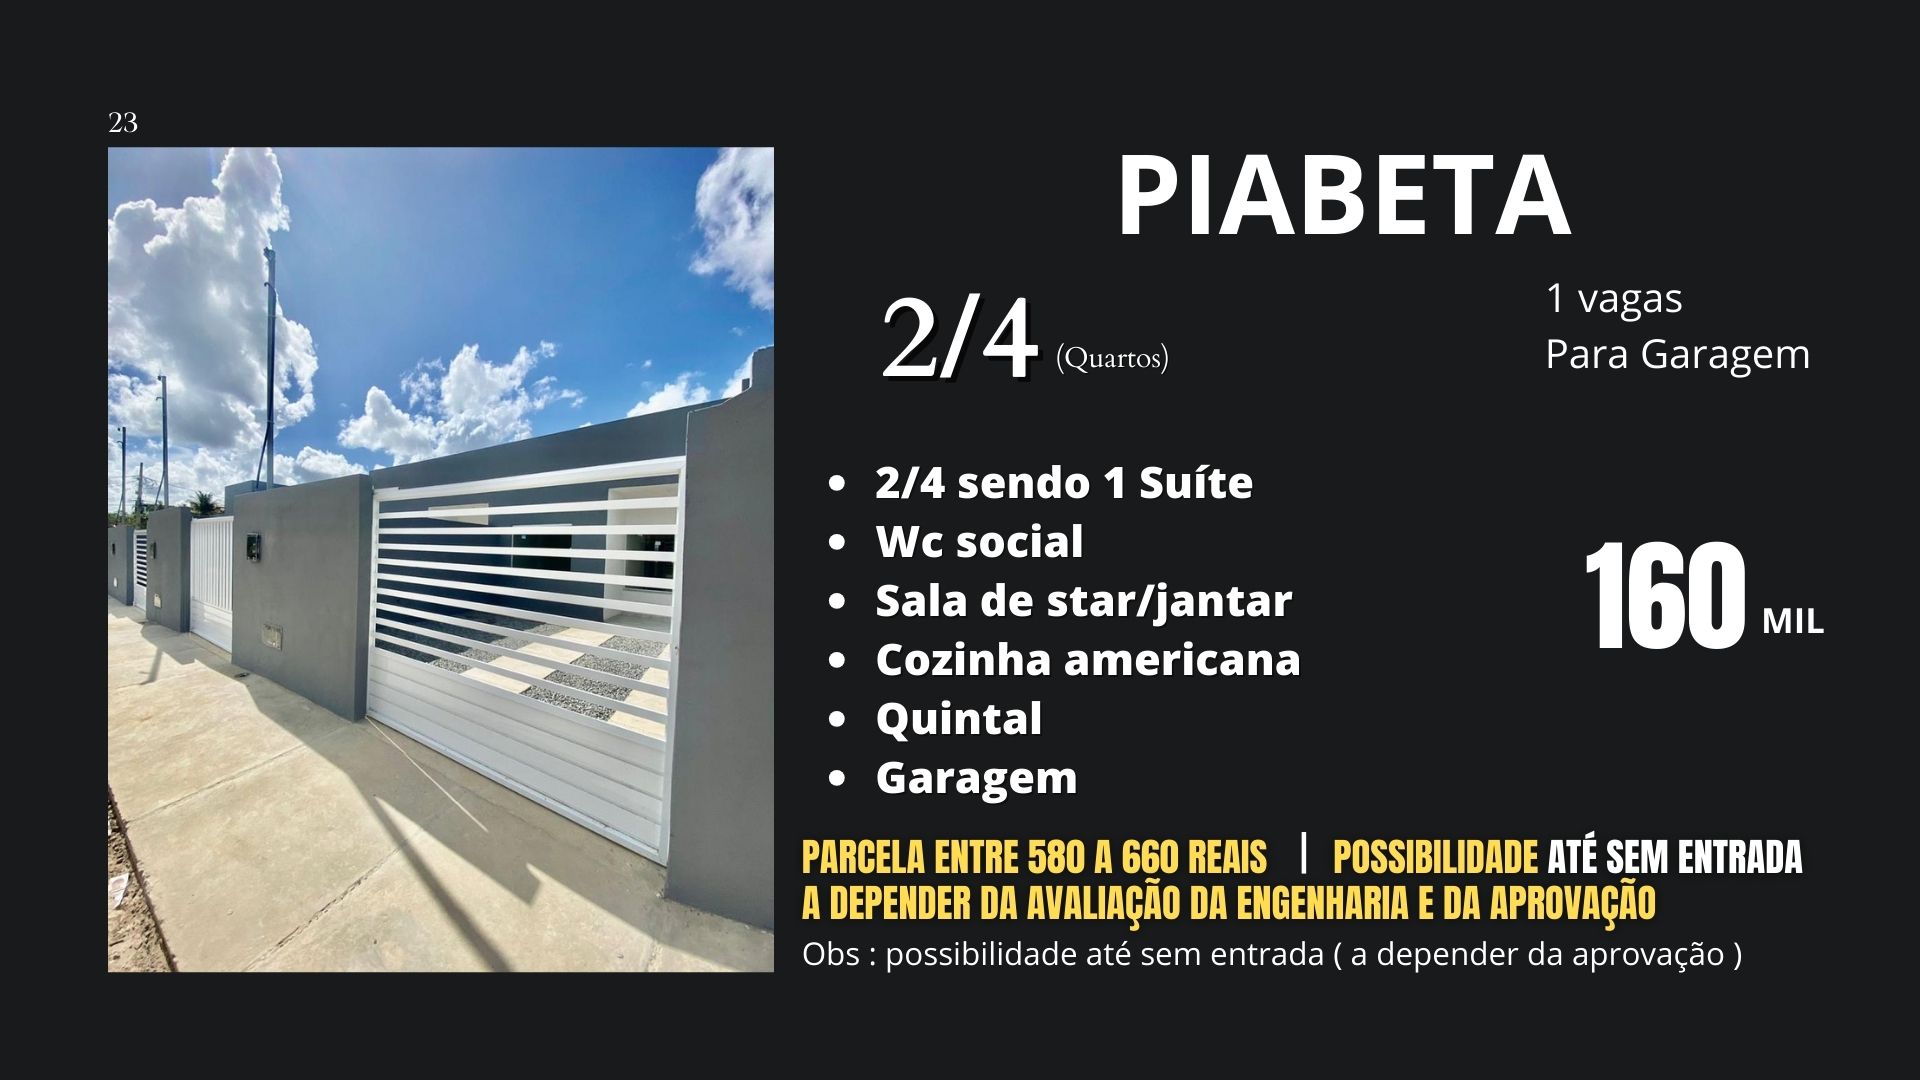 23
PIABETA
2/4 (Quartos)
1 vagas
Para Garagem
2/4 sendo 1 Suíte
Wc social
Sala de star/jantar
Cozinha americana
Quintal
Garagem
160 MIL
PARCELA ENTRE 580 A 660 REAIS | POSSIBILIDADE ATÉ SEM ENTRADA
A DEPENDER DA AVALIAÇÃO DA ENGENHARIA E DA APROVAÇÃO
Obs : possibilidade até sem entrada ( a depender da aprovação )